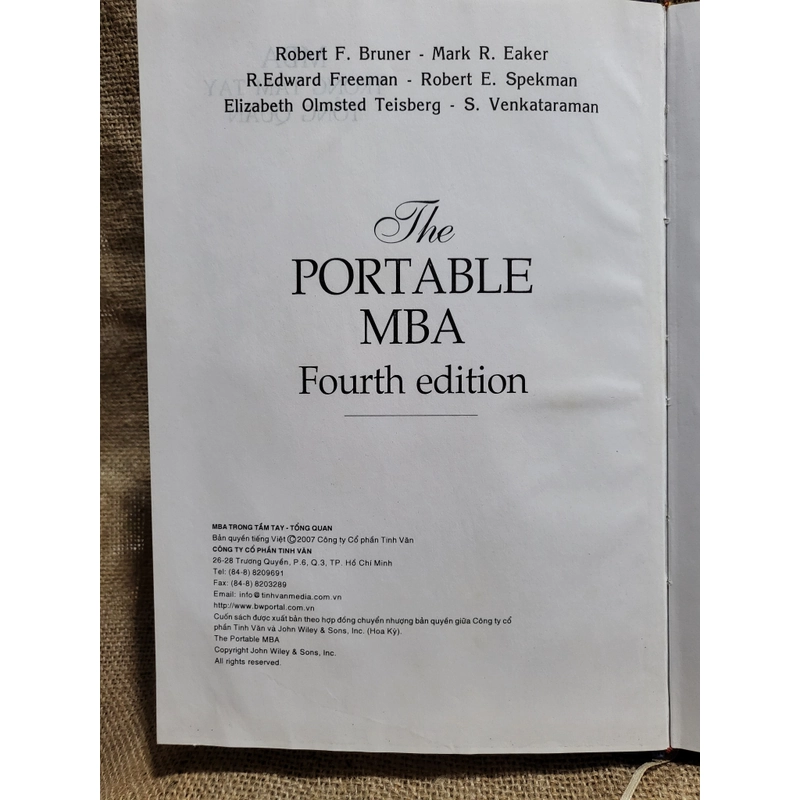 Robert F. Bruner - Mark R. Eaker
R.Edward Freeman - Robert E. Spekman
Elizabeth Olmsted Teisberg - S. Venkataraman
The
PORTABLE
MBA
Fourth edition
MBA TRONG TẦM TAY - TỔNG QUAN
Bản quyền tiếng Việt © 2007 Công ty Cổ phần Tinh Văn
CÔNG TY CỔ PHẦN TINH VĂN
26-28 Trương Quyền, P.6, Q.3, TP. Hồ Chí Minh
Tel: (84-8) 8209691
Fax: (84-8) 8203289
Email: info@tinhvanmedia.com.vn
http://www.bwportal.com.vn
Cuốn sách được xuất bản theo hợp đồng chuyển nhượng bản quyền giữa Công ty cổ
phần Tinh Văn và John Wiley & Sons, Inc. (Hoa Kỳ).
The Portable MBA
Copyright John Wiley & Sons, Inc.
All rights reserved.